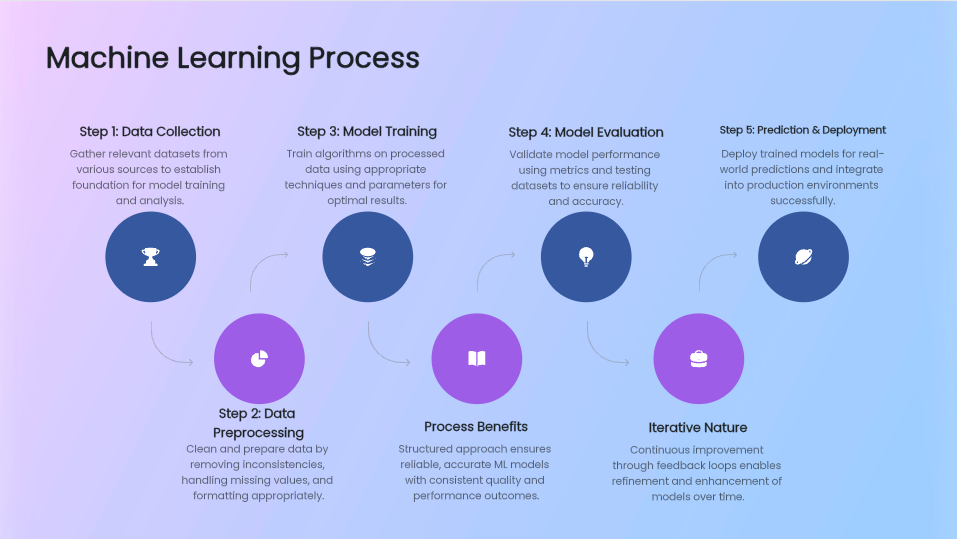 Machine Learning Process
Step 1: Data Collection
Gather relevant datasets from
various sources to establish
foundation for model training
and analysis.
Step 3: Model Training
Train algorithms on processed
data using appropriate
techniques and parameters for
optimal results.
Step 4: Model Evaluation
Validate model performance
using metrics and testing
datasets to ensure reliability
and accuracy.
Step 5: Prediction & Deployment
Deploy trained models for real-
world predictions and integrate
into production environments
successfully.
Step 2: Data
Preprocessing
Clean and prepare data by
removing inconsistencies,
handling missing values, and
formatting appropriately.
Process Benefits
Structured approach ensures
reliable, accurate ML models
with consistent quality and
performance outcomes.
Iterative Nature
Continuous improvement
through feedback loops enables
refinement and enhancement of
models over time.